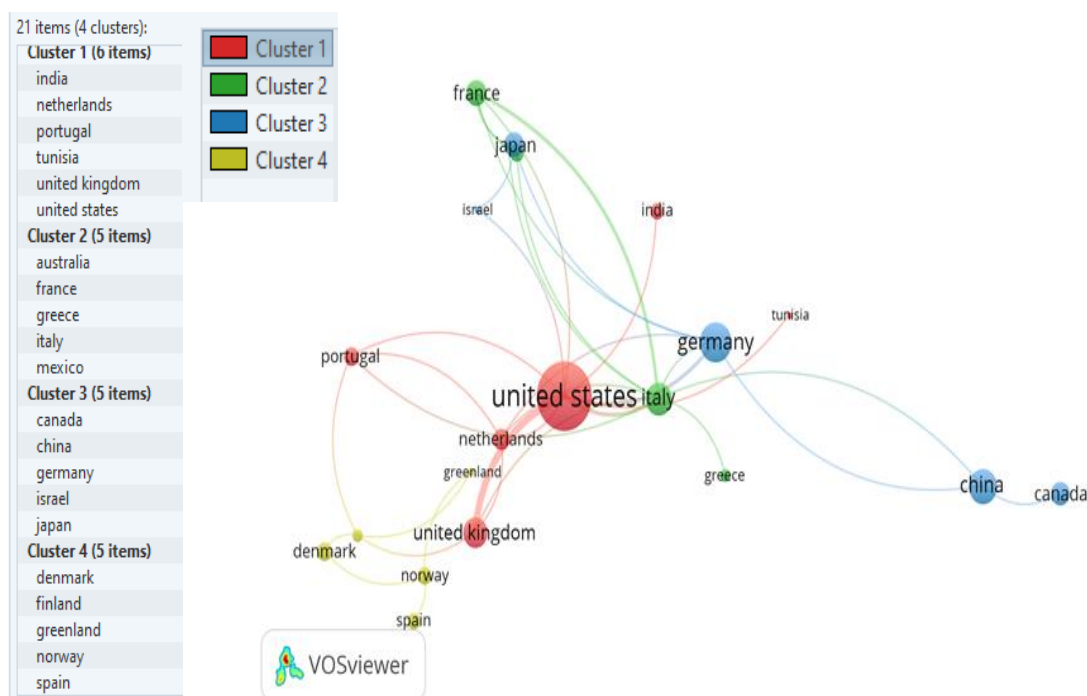 21 items (4 clusters):
Cluster 1 (6 items)
india
netherlands
portugal
tunisia
united kingdom
united states
Cluster 2 (5 items)
australia
france
greece
italy
mexico
Cluster 3 (5 items)
canada
china
germany
israel
japan
Cluster 4 (5 items)
denmark
finland
greenland
norway
spain
Cluster 1
Cluster 2
Cluster 3
Cluster 4
france
japan
israel
india
tunisia
germany
portugal
united states
italy
netherlands
greenland
greece
china
canada
united kingdom
denmark
norway
spain
VOSviewer